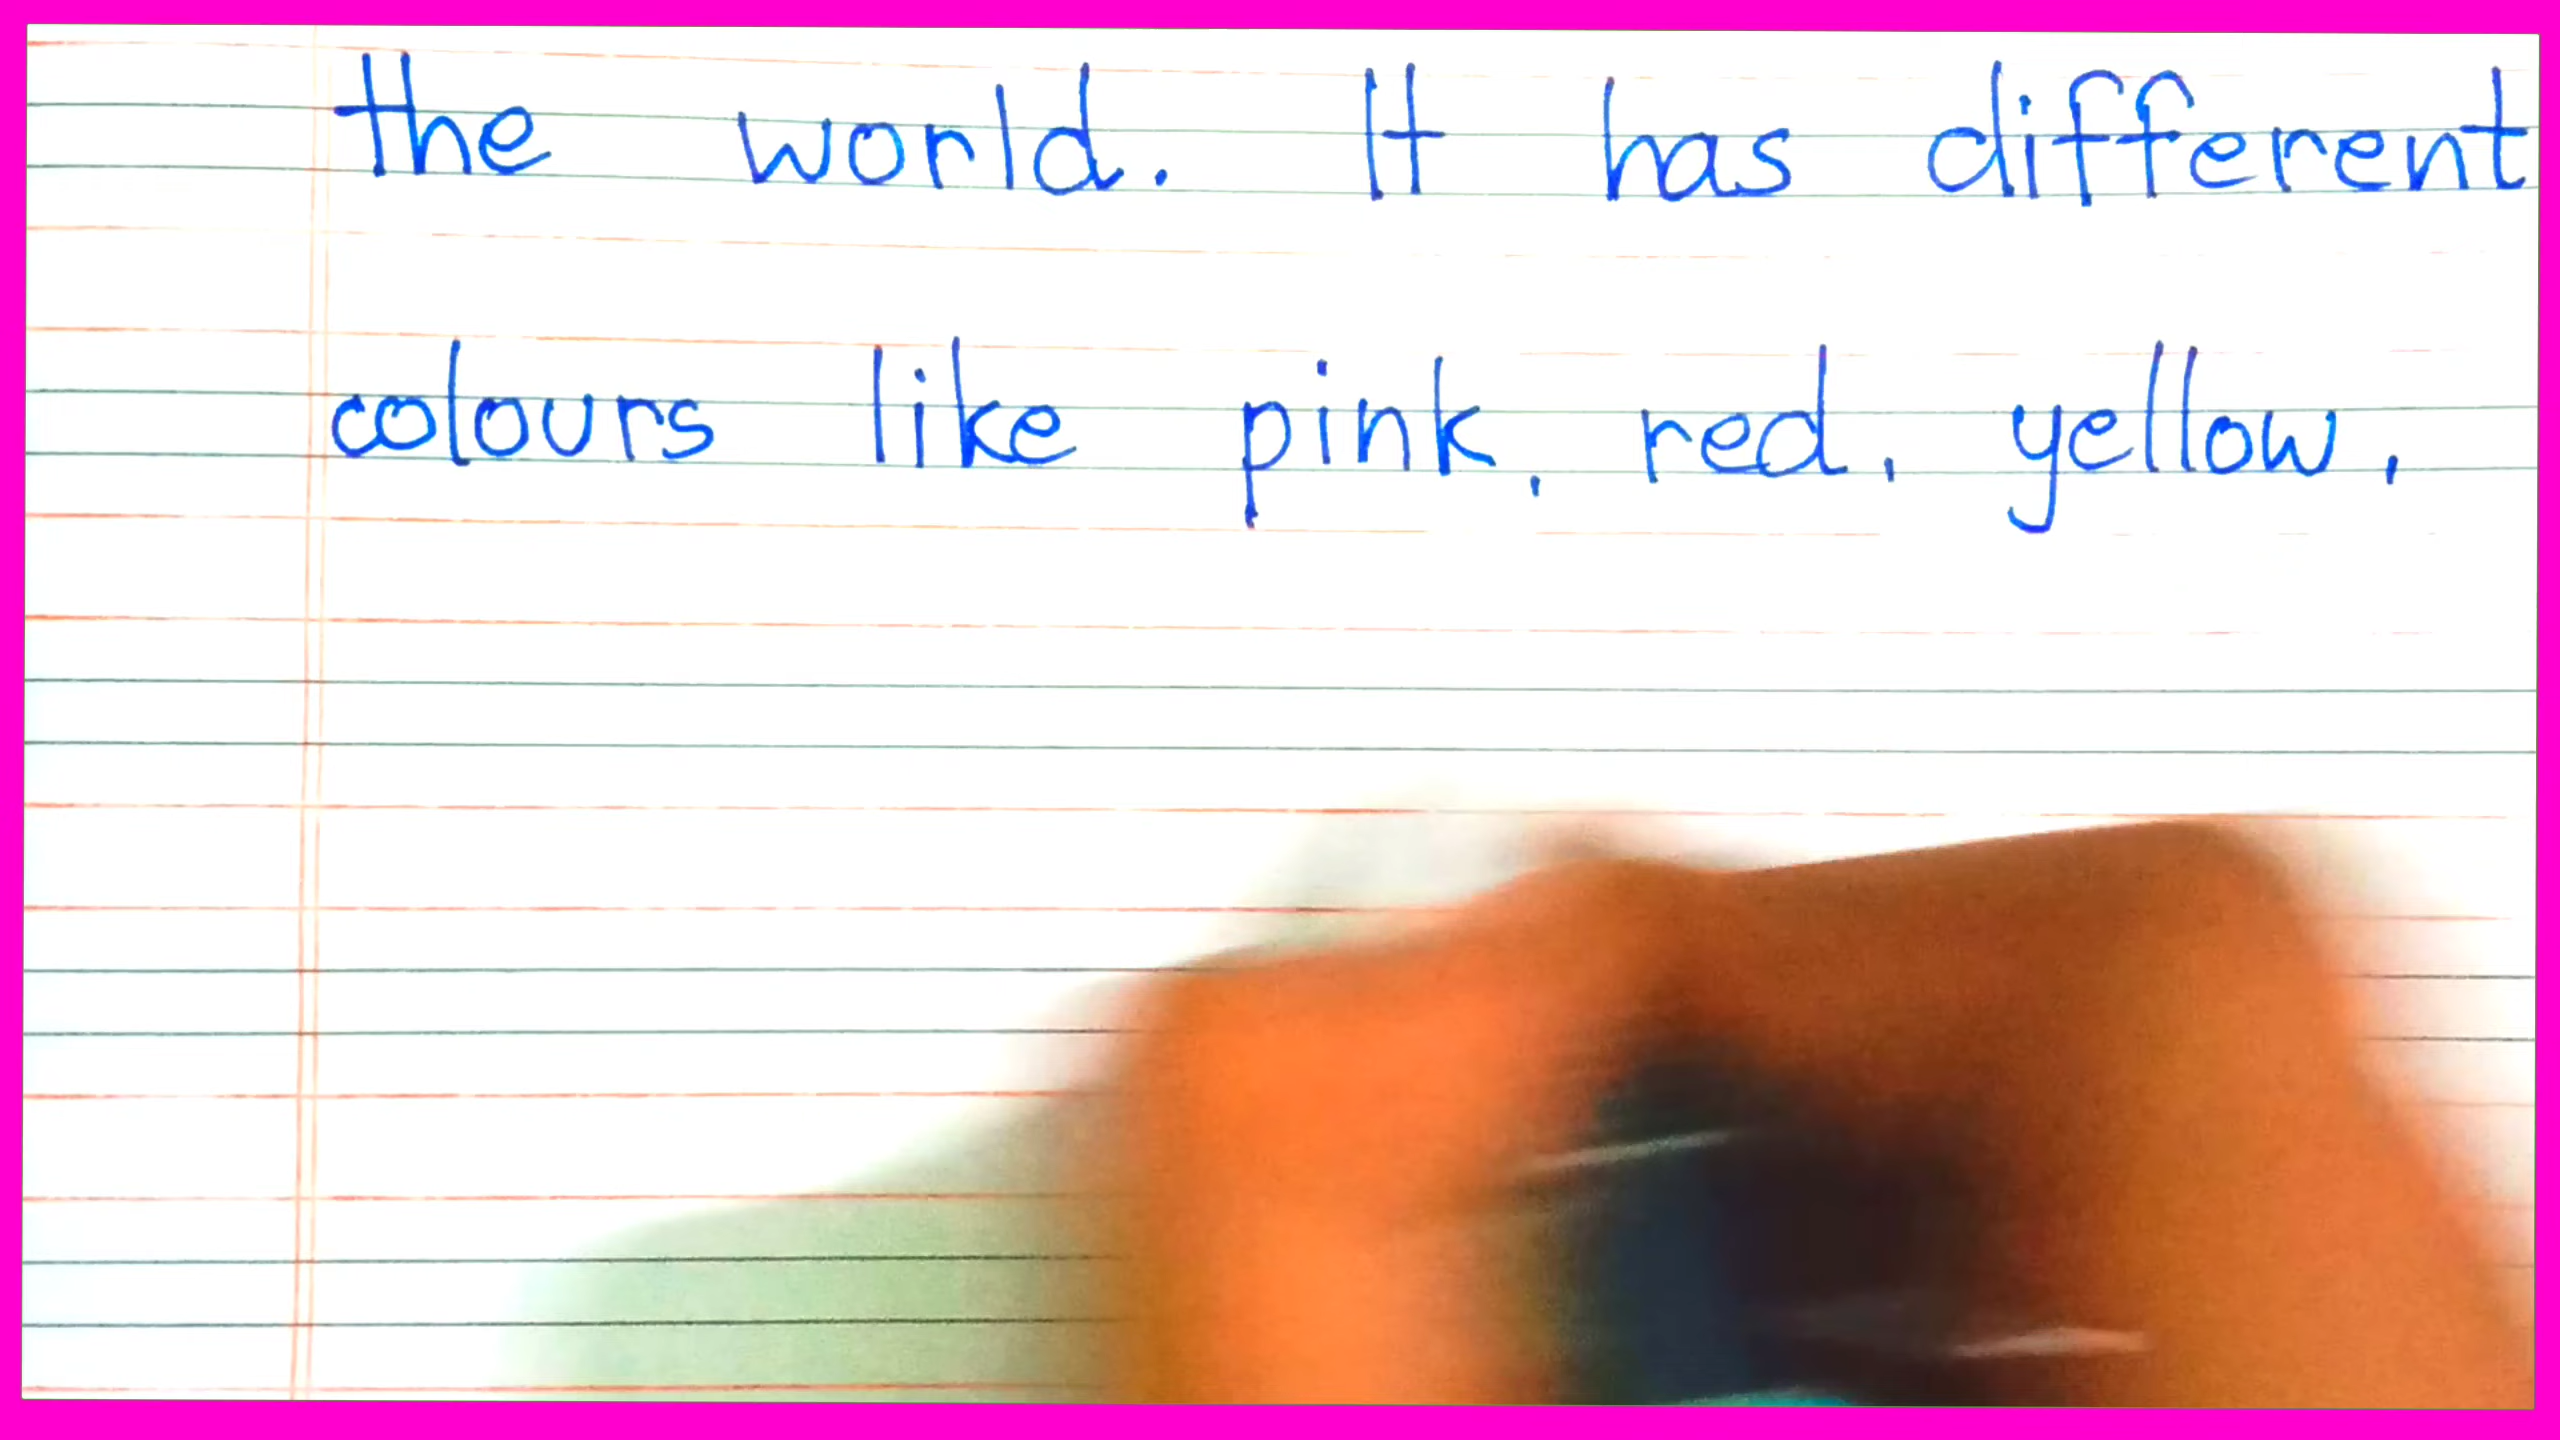 the world. It has different
colours like pink, red, yellow,